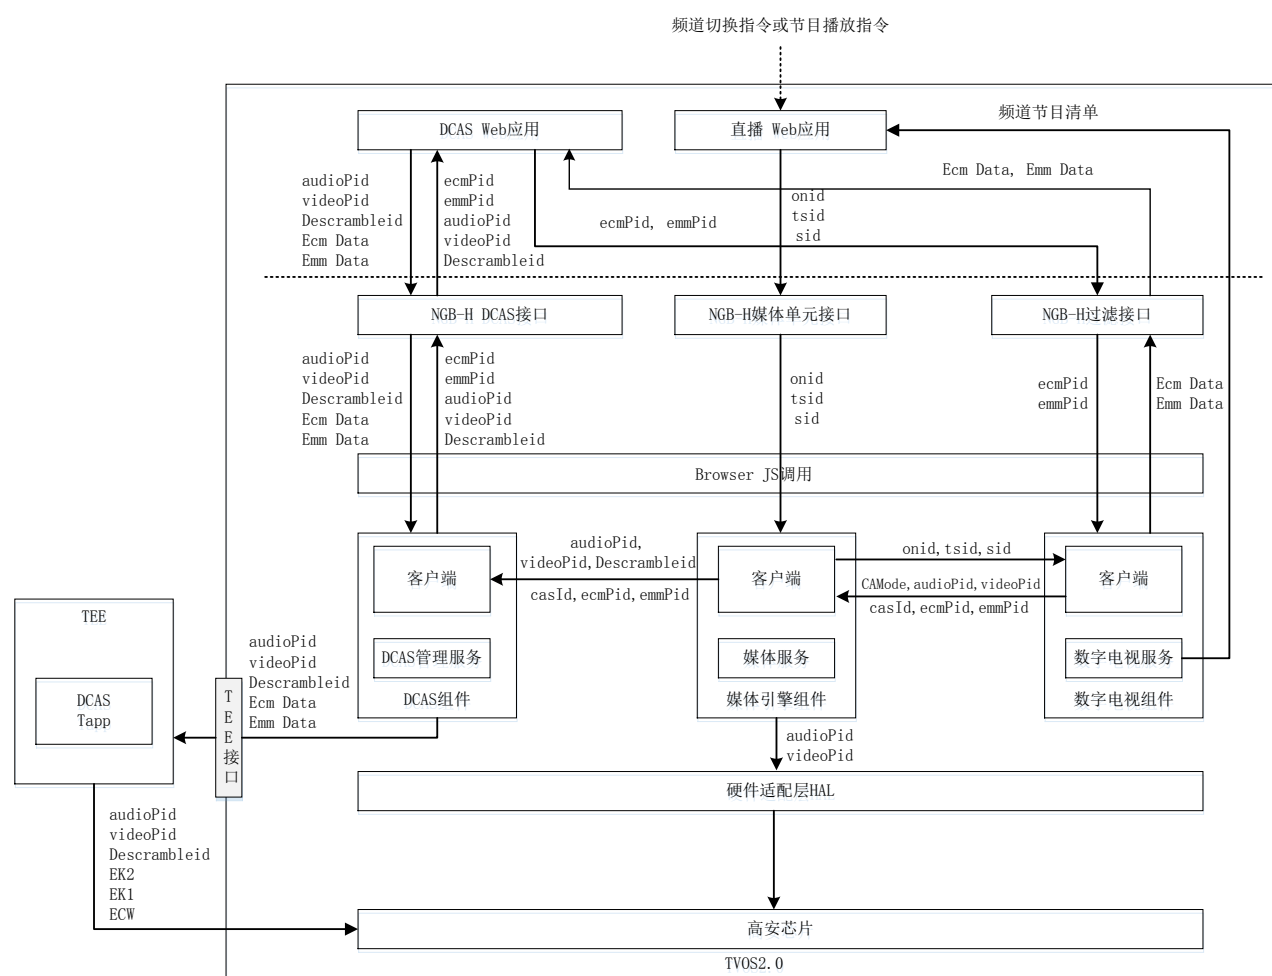 频道切换指令或节目播放指令
DCAS Web应用
直播 Web应用
频道节目清单
audioPid
videoPid
Descrambleid
Ecm Data
Emm Data
ecmPid
emmPid
audioPid
videoPid
Descrambleid
ecmPid, emmPid
onid
tsid
sid
Ecm Data, Emm Data
NGB-H DCAS接口
NGB-H媒体单元接口
NGB-H过滤接口
audioPid
videoPid
Descrambleid
Ecm Data
Emm Data
ecmPid
emmPid
audioPid
videoPid
Descrambleid
onid
tsid
sid
ecmPid
emmPid
Ecm Data
Emm Data
Browser JS调用
客户端
audioPid,
videoPid,Descrambleid
casId,ecmPid,emmPid
客户端
onid,tsid,sid
CAMode,audioPid,videoPid
casId,ecmPid,emmPid
客户端
DCAS管理服务
DCAS组件
媒体服务
媒体引擎组件
数字电视服务
数字电视组件
TEE
DCAS
Tapp
audioPid
videoPid
Descrambleid
Ecm Data
Emm Data
T
E
E
接
口
audioPid
videoPid
硬件适配层HAL
audioPid
videoPid
Descrambleid
EK2
EK1
ECW
高安芯片
TVOS2.0